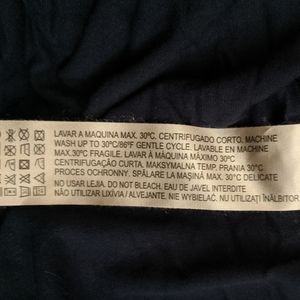 LAVAR A MAQUINA MAX. 30ºC. CENTRIFUGADO CORTO. MACHINE
WASH UP TO 30ºC/86ºF GENTLE CYCLE. LAVABLE EN MACHINE
MAX.30ºC FRAGILE. LAVAR À MÁQUINA MÁXIMO 30ºC
CENTRIFUGAÇÃO CURTA. MAKSYMALNA TEMP. PRANIA 30°C
PROCES OCHRONNY. SPĂLARE LA MAŞINĂ MAX. 30°C DELICATE
NO USAR LEJIA. DO NOT BLEACH. EAU DE JAVEL INTERDITE
NÃO UTILIZAR LIXÍVIA / ALVEJANTE. NIE WYBIELAĆ. NU UTILIZAŢI ÎNĂLBITOR.